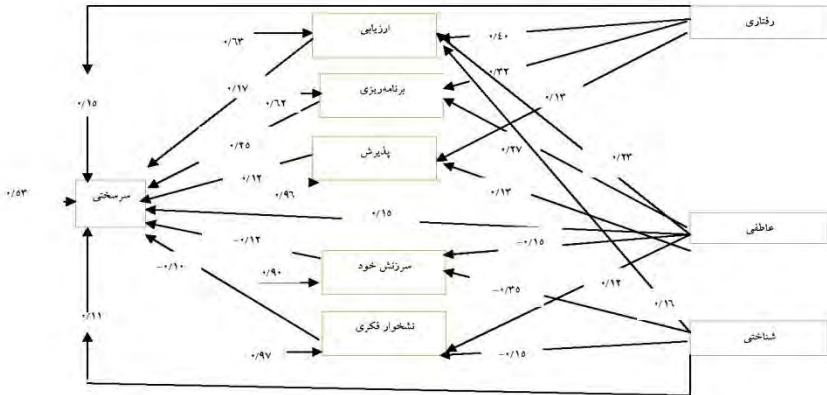 رفتاری
ارزیابی
۰/۴۰
۰/۶۳
۰/۳۲
۰/۱۷
برنامه‌ریزی
۰/۶۲
۰/۱۳
۰/۱۵
۰/۲۵
پذیرش
۰/۲۷
۰/۲۳
۰/۱۲
۰/۹۶
۰/۱۳
۰/۵۳
سرسختی
۰/۱۵
عاطفی
-۰/۱۲
-۰/۱۵
سرزنش خود
-۰/۱۰
۰/۹۰
-۰/۳۵
۰/۱۲
۰/۱۶
۰/۱۱
نشخوار فکری
شناختی
۰/۹۷
-۰/۱۵